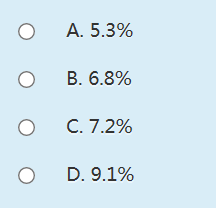 A. 5.3%
B. 6.8%
C. 7.2%
D. 9.1%